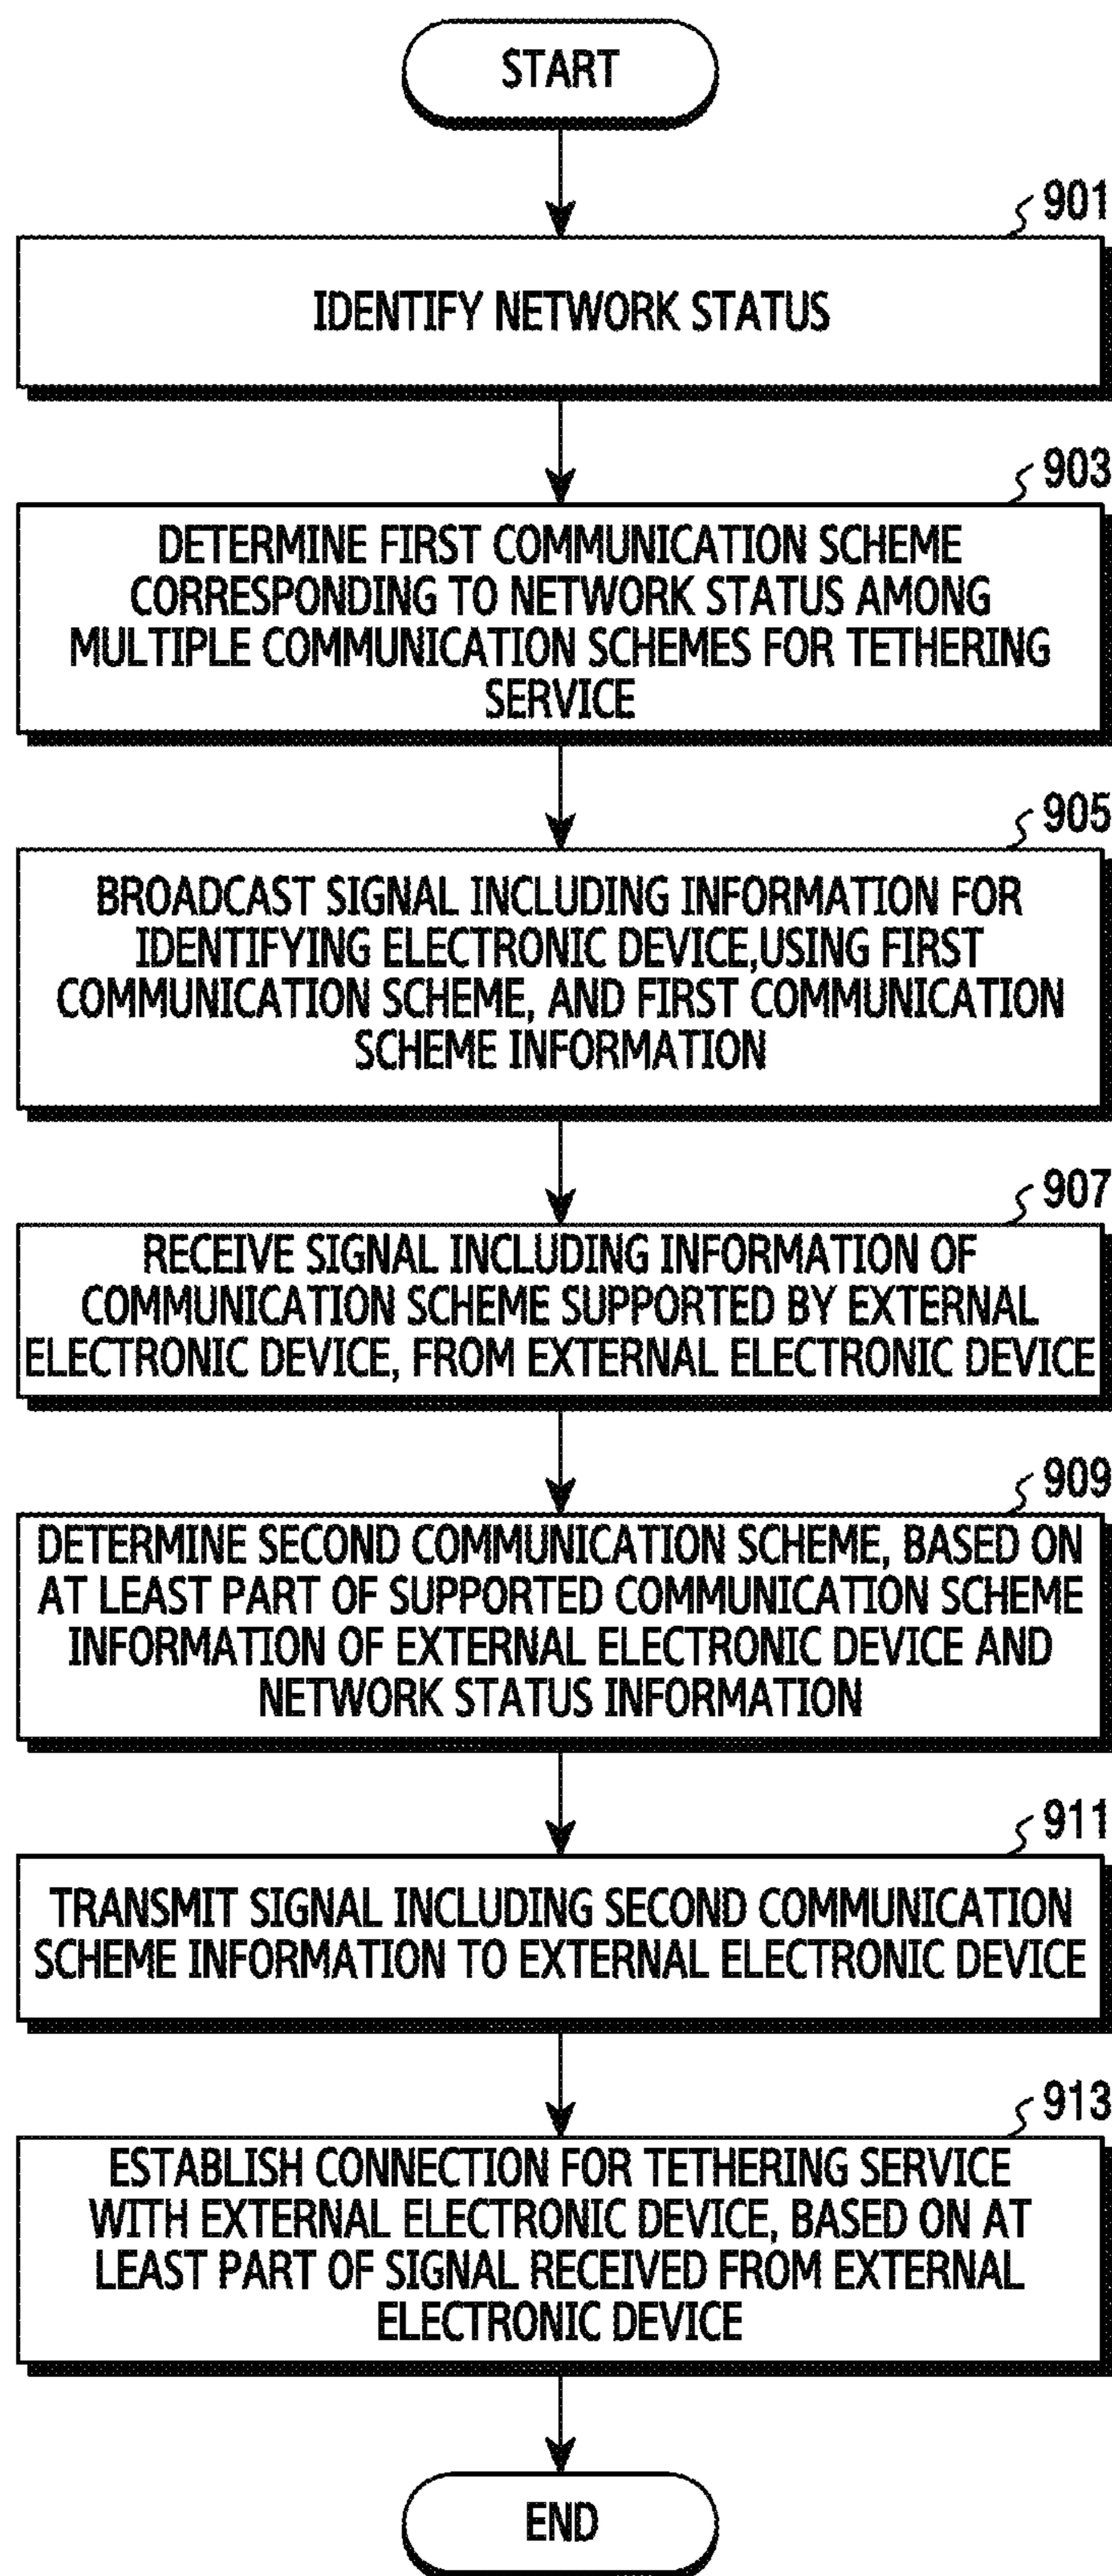 START
901
IDENTIFY NETWORK STATUS
903
DETERMINE FIRST COMMUNICATION SCHEME
CORRESPONDING TO NETWORK STATUS AMONG
MULTIPLE COMMUNICATION SCHEMES FOR TETHERING
SERVICE
905
BROADCAST SIGNAL INCLUDING INFORMATION FOR
IDENTIFYING ELECTRONIC DEVICE,USING FIRST
COMMUNICATION SCHEME, AND FIRST COMMUNICATION
SCHEME INFORMATION
907
RECEIVE SIGNAL INCLUDING INFORMATION OF
COMMUNICATION SCHEME SUPPORTED BY EXTERNAL
ELECTRONIC DEVICE, FROM EXTERNAL ELECTRONIC DEVICE
909
DETERMINE SECOND COMMUNICATION SCHEME, BASED ON
AT LEAST PART OF SUPPORTED COMMUNICATION SCHEME
INFORMATION OF EXTERNAL ELECTRONIC DEVICE AND
NETWORK STATUS INFORMATION
911
TRANSMIT SIGNAL INCLUDING SECOND COMMUNICATION
SCHEME INFORMATION TO EXTERNAL ELECTRONIC DEVICE
913
ESTABLISH CONNECTION FOR TETHERING SERVICE
WITH EXTERNAL ELECTRONIC DEVICE, BASED ON AT
LEAST PART OF SIGNAL RECEIVED FROM EXTERNAL
ELECTRONIC DEVICE
END